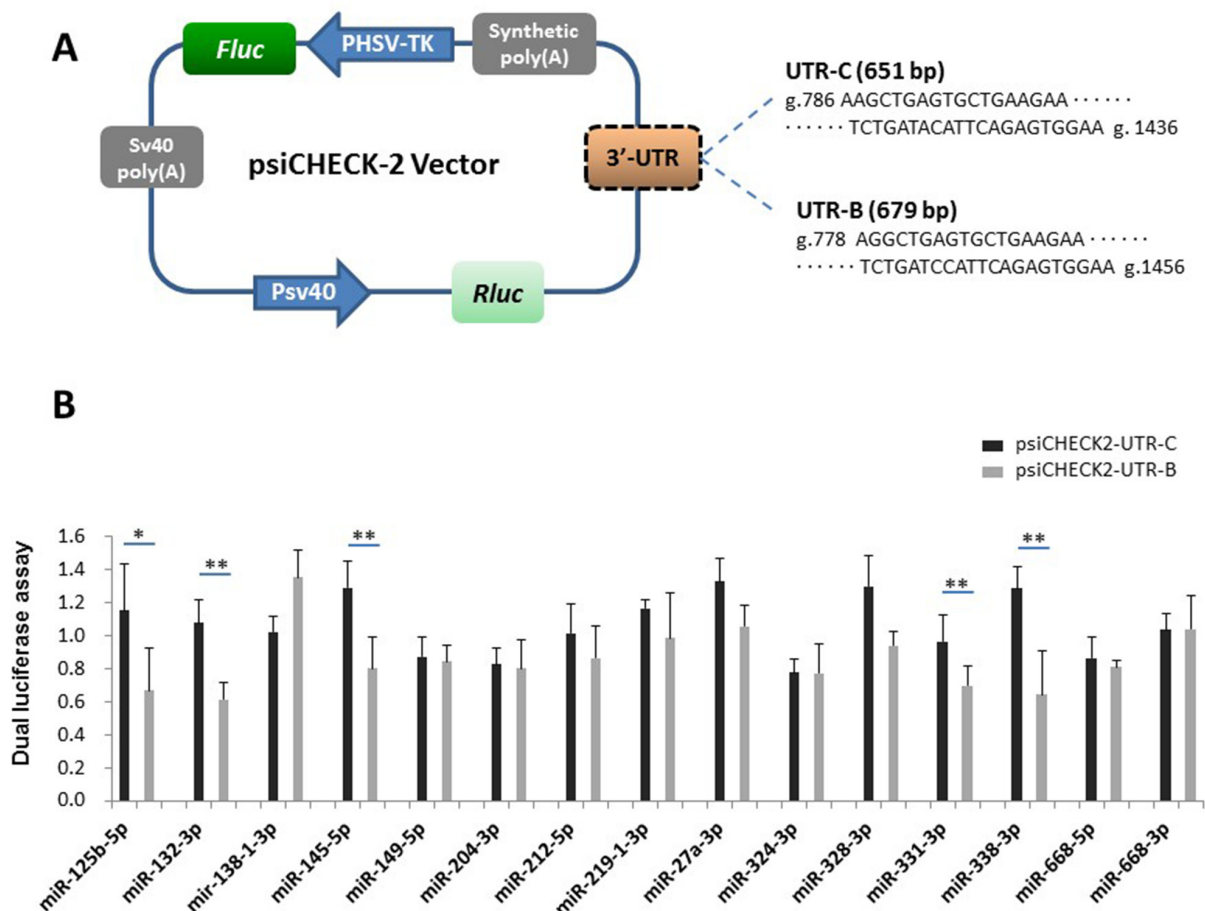 A
Fluc
PHSV-TK
Synthetic
poly(A)
Sv40
poly(A)
psiCHECK-2 Vector
3’-UTR
Psv40
Rluc
UTR-C (651 bp)
g.786 AAGCTGAGTGCTGAAGAA ······
······ TCTGATACATTCAGAGTGGAA g. 1436
UTR-B (679 bp)
g.778 AGGCTGAGTGCTGAAGAA ······
······ TCTGATCCATTCAGAGTGGAA g.1456
B
psiCHECK2-UTR-C
psiCHECK2-UTR-B
Dual luciferase assay
1.6
1.4
1.2
1.0
0.8
0.6
0.4
0.2
0.0
*
**
**
**
**
miR-125b-5p
miR-132-3p
mir-138-1-3p
miR-145-5p
miR-149-5p
miR-204-3p
miR-212-5p
miR-219-1-3p
miR-27a-3p
miR-324-3p
miR-328-3p
miR-331-3p
miR-338-3p
miR-668-5p
miR-668-3p